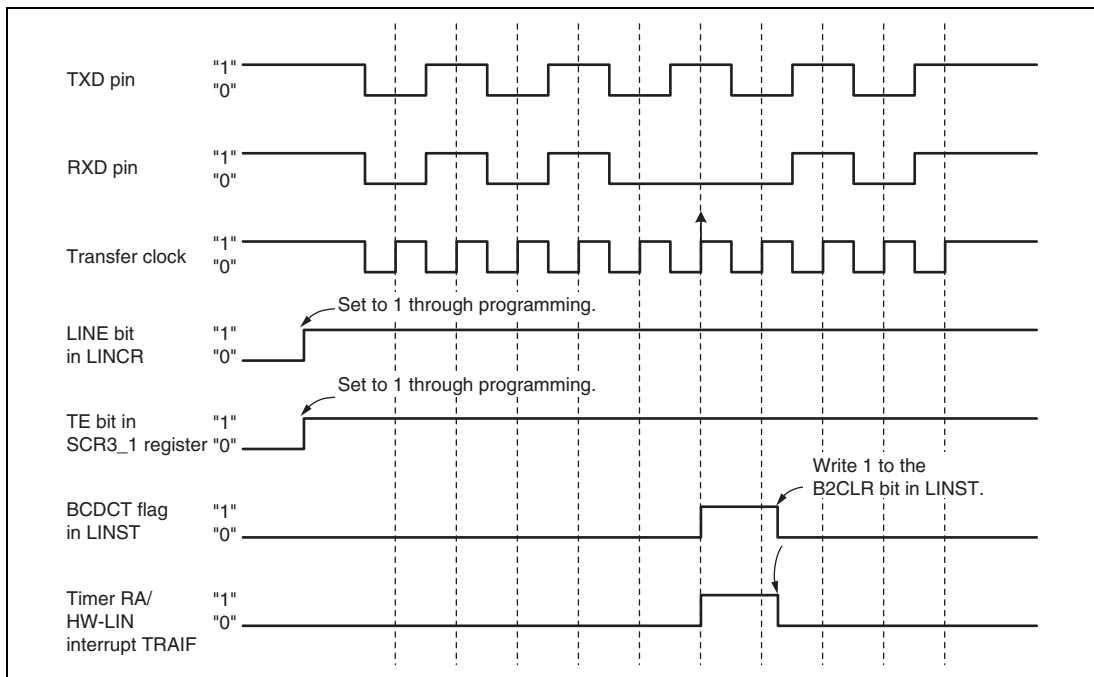 TXD pin
"1"
"0"
RXD pin
"1"
"0"
Transfer clock
"1"
"0"
Set to 1 through programming.
LINE bit
in LINCR
"1"
"0"
Set to 1 through programming.
TE bit in
SCR3_1 register
"1"
"0"
Write 1 to the
B2CLR bit in LINST.
BCDCT flag
in LINST
"1"
"0"
Timer RA/
HW-LIN
interrupt TRAIF
"1"
"0"